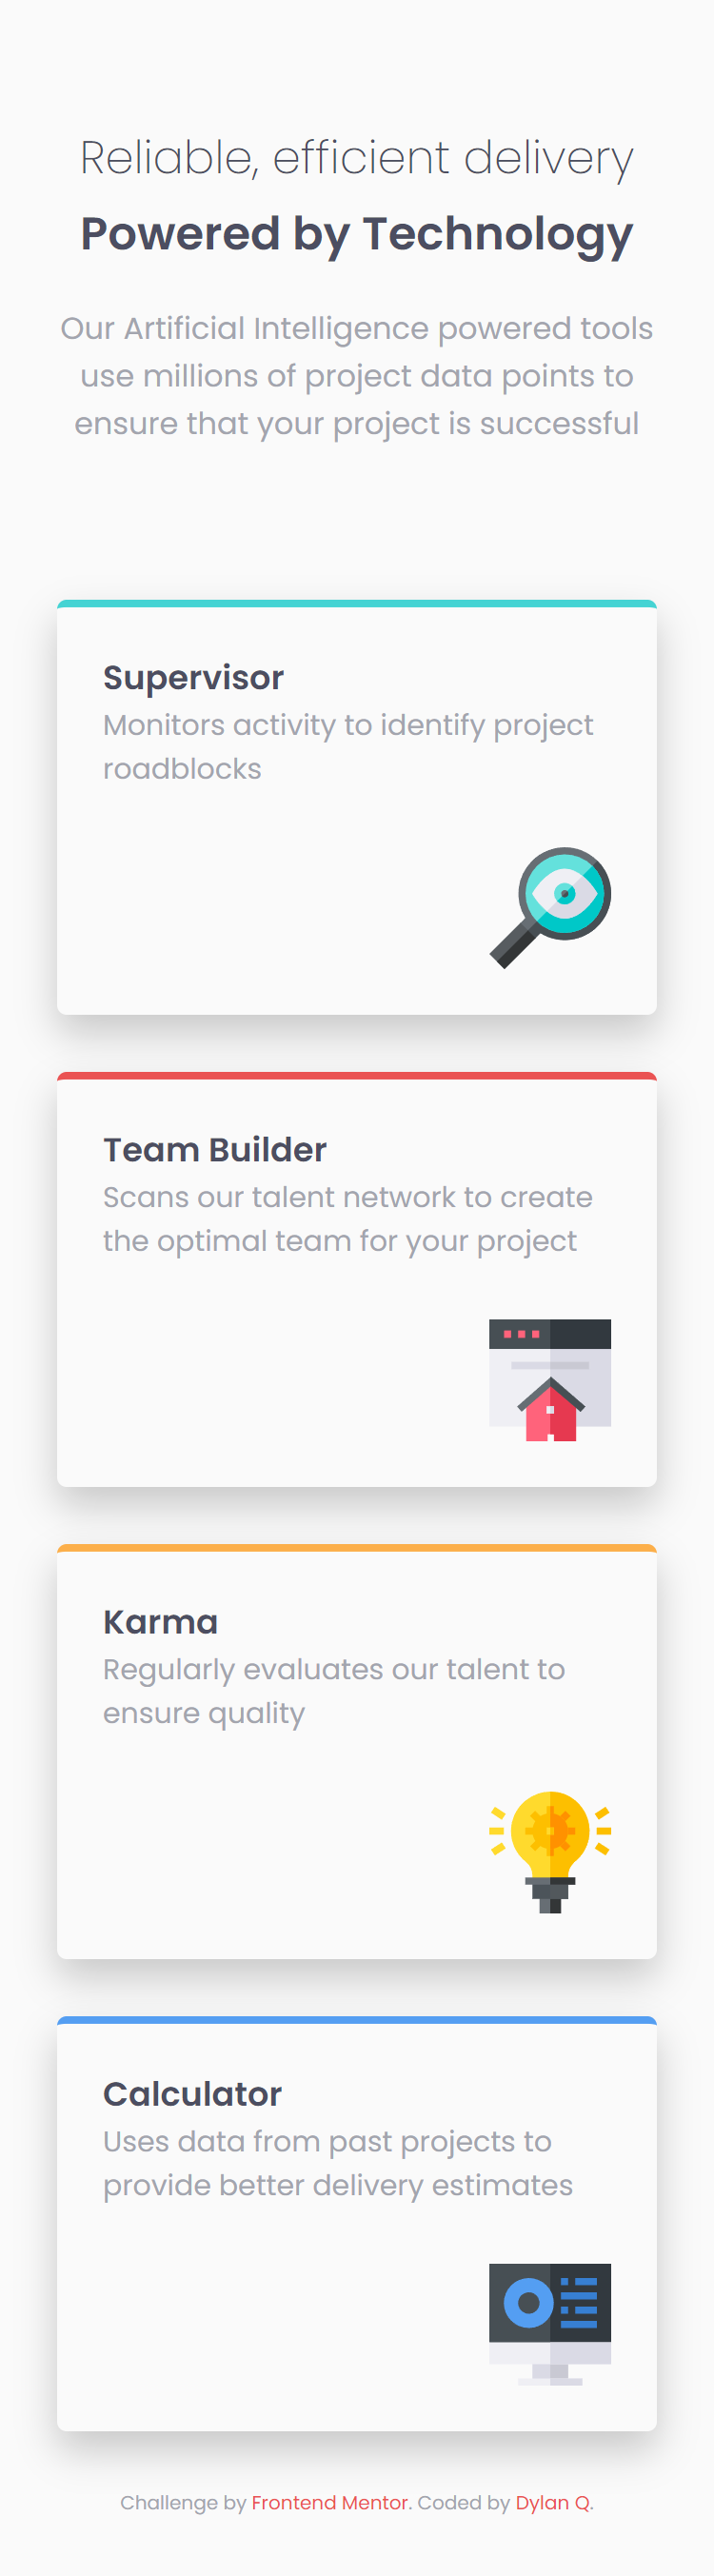 Reliable, efficient delivery
Powered by Technology
Our Artificial Intelligence powered tools
use millions of project data points to
ensure that your project is successful
Supervisor
Monitors activity to identify project
roadblocks
Team Builder
Scans our talent network to create
the optimal team for your project
Karma
Regularly evaluates our talent to
ensure quality
Calculator
Uses data from past projects to
provide better delivery estimates
Challenge by Frontend Mentor. Coded by Dylan Q.